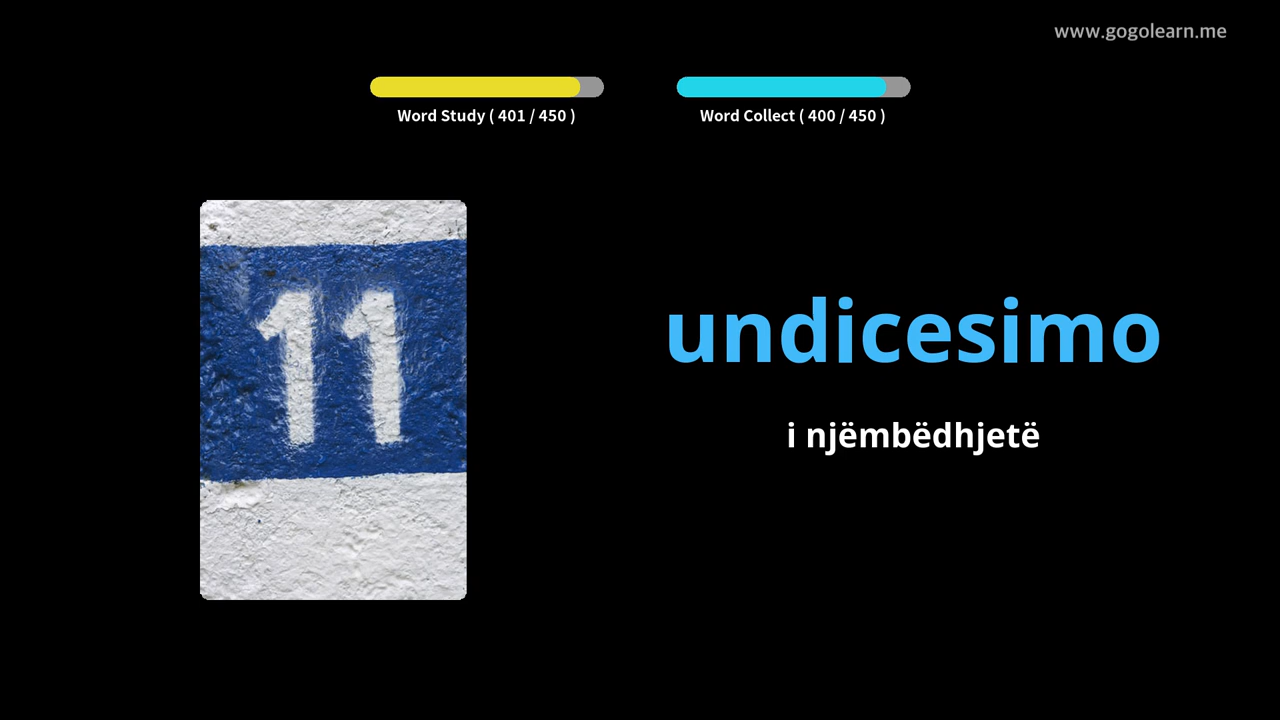 www.gogolearn.me
Word Study ( 401 / 450 )
Word Collect ( 400 / 450 )
11
undicesimo
i njëmbëdhjetë